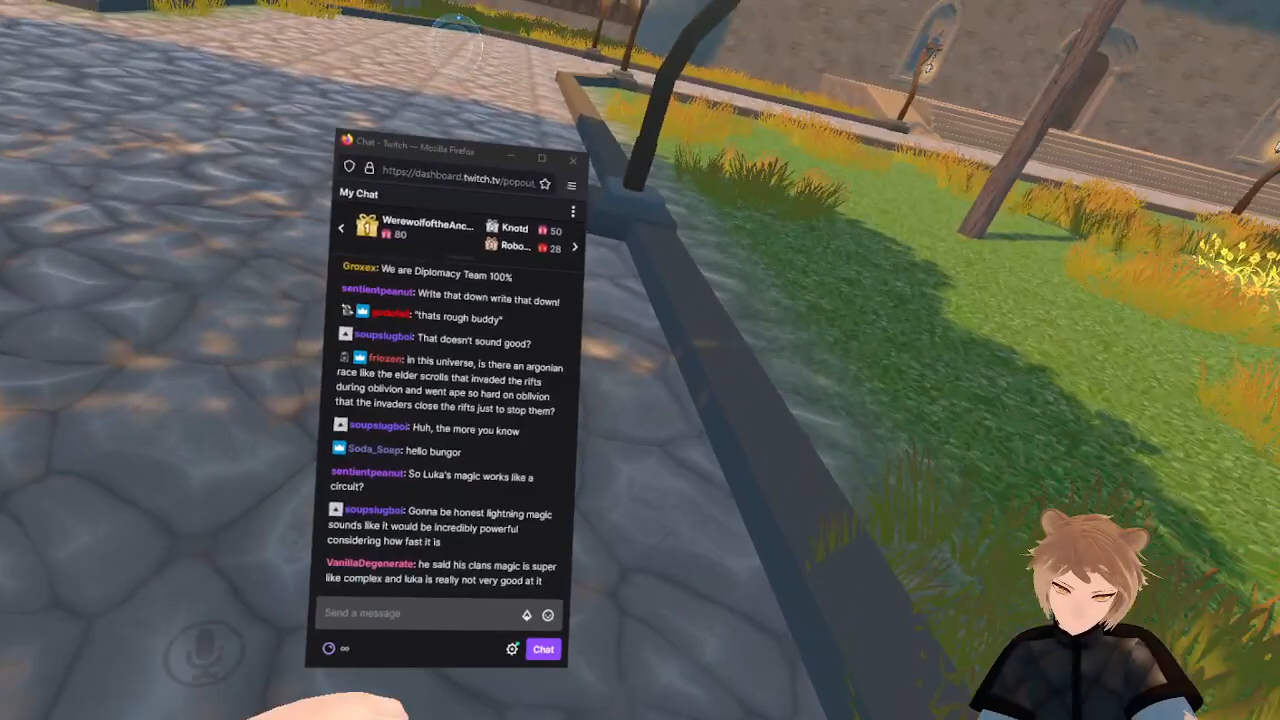 Chat - Twitch — Mozilla Firefox
https://dashboard.twitch.tv/popout
My Chat
WerewolfoftheAnc...
80
Knotd 50
Robo... 28
Groxex: We are Diplomacy Team 100%
sentientpeanut: Write that down write that down!
"thats rough buddy"
soupslugboi: That doesn't sound good?
friozen: in this universe, is there an argonian
race like the elder scrolls that invaded the rifts
during oblivion and went ape so hard on oblivion
that the invaders close the rifts just to stop them?
soupslugboi: Huh, the more you know
Soda_Soap: hello bungor
sentientpeanut: So Luka's magic works like a
circuit?
soupslugboi: Gonna be honest lightning magic
sounds like it would be incredibly powerful
considering how fast it is
VanillaDegenerate: he said his clans magic is super
like complex and luka is really not very good at it
Send a message
∞
Chat